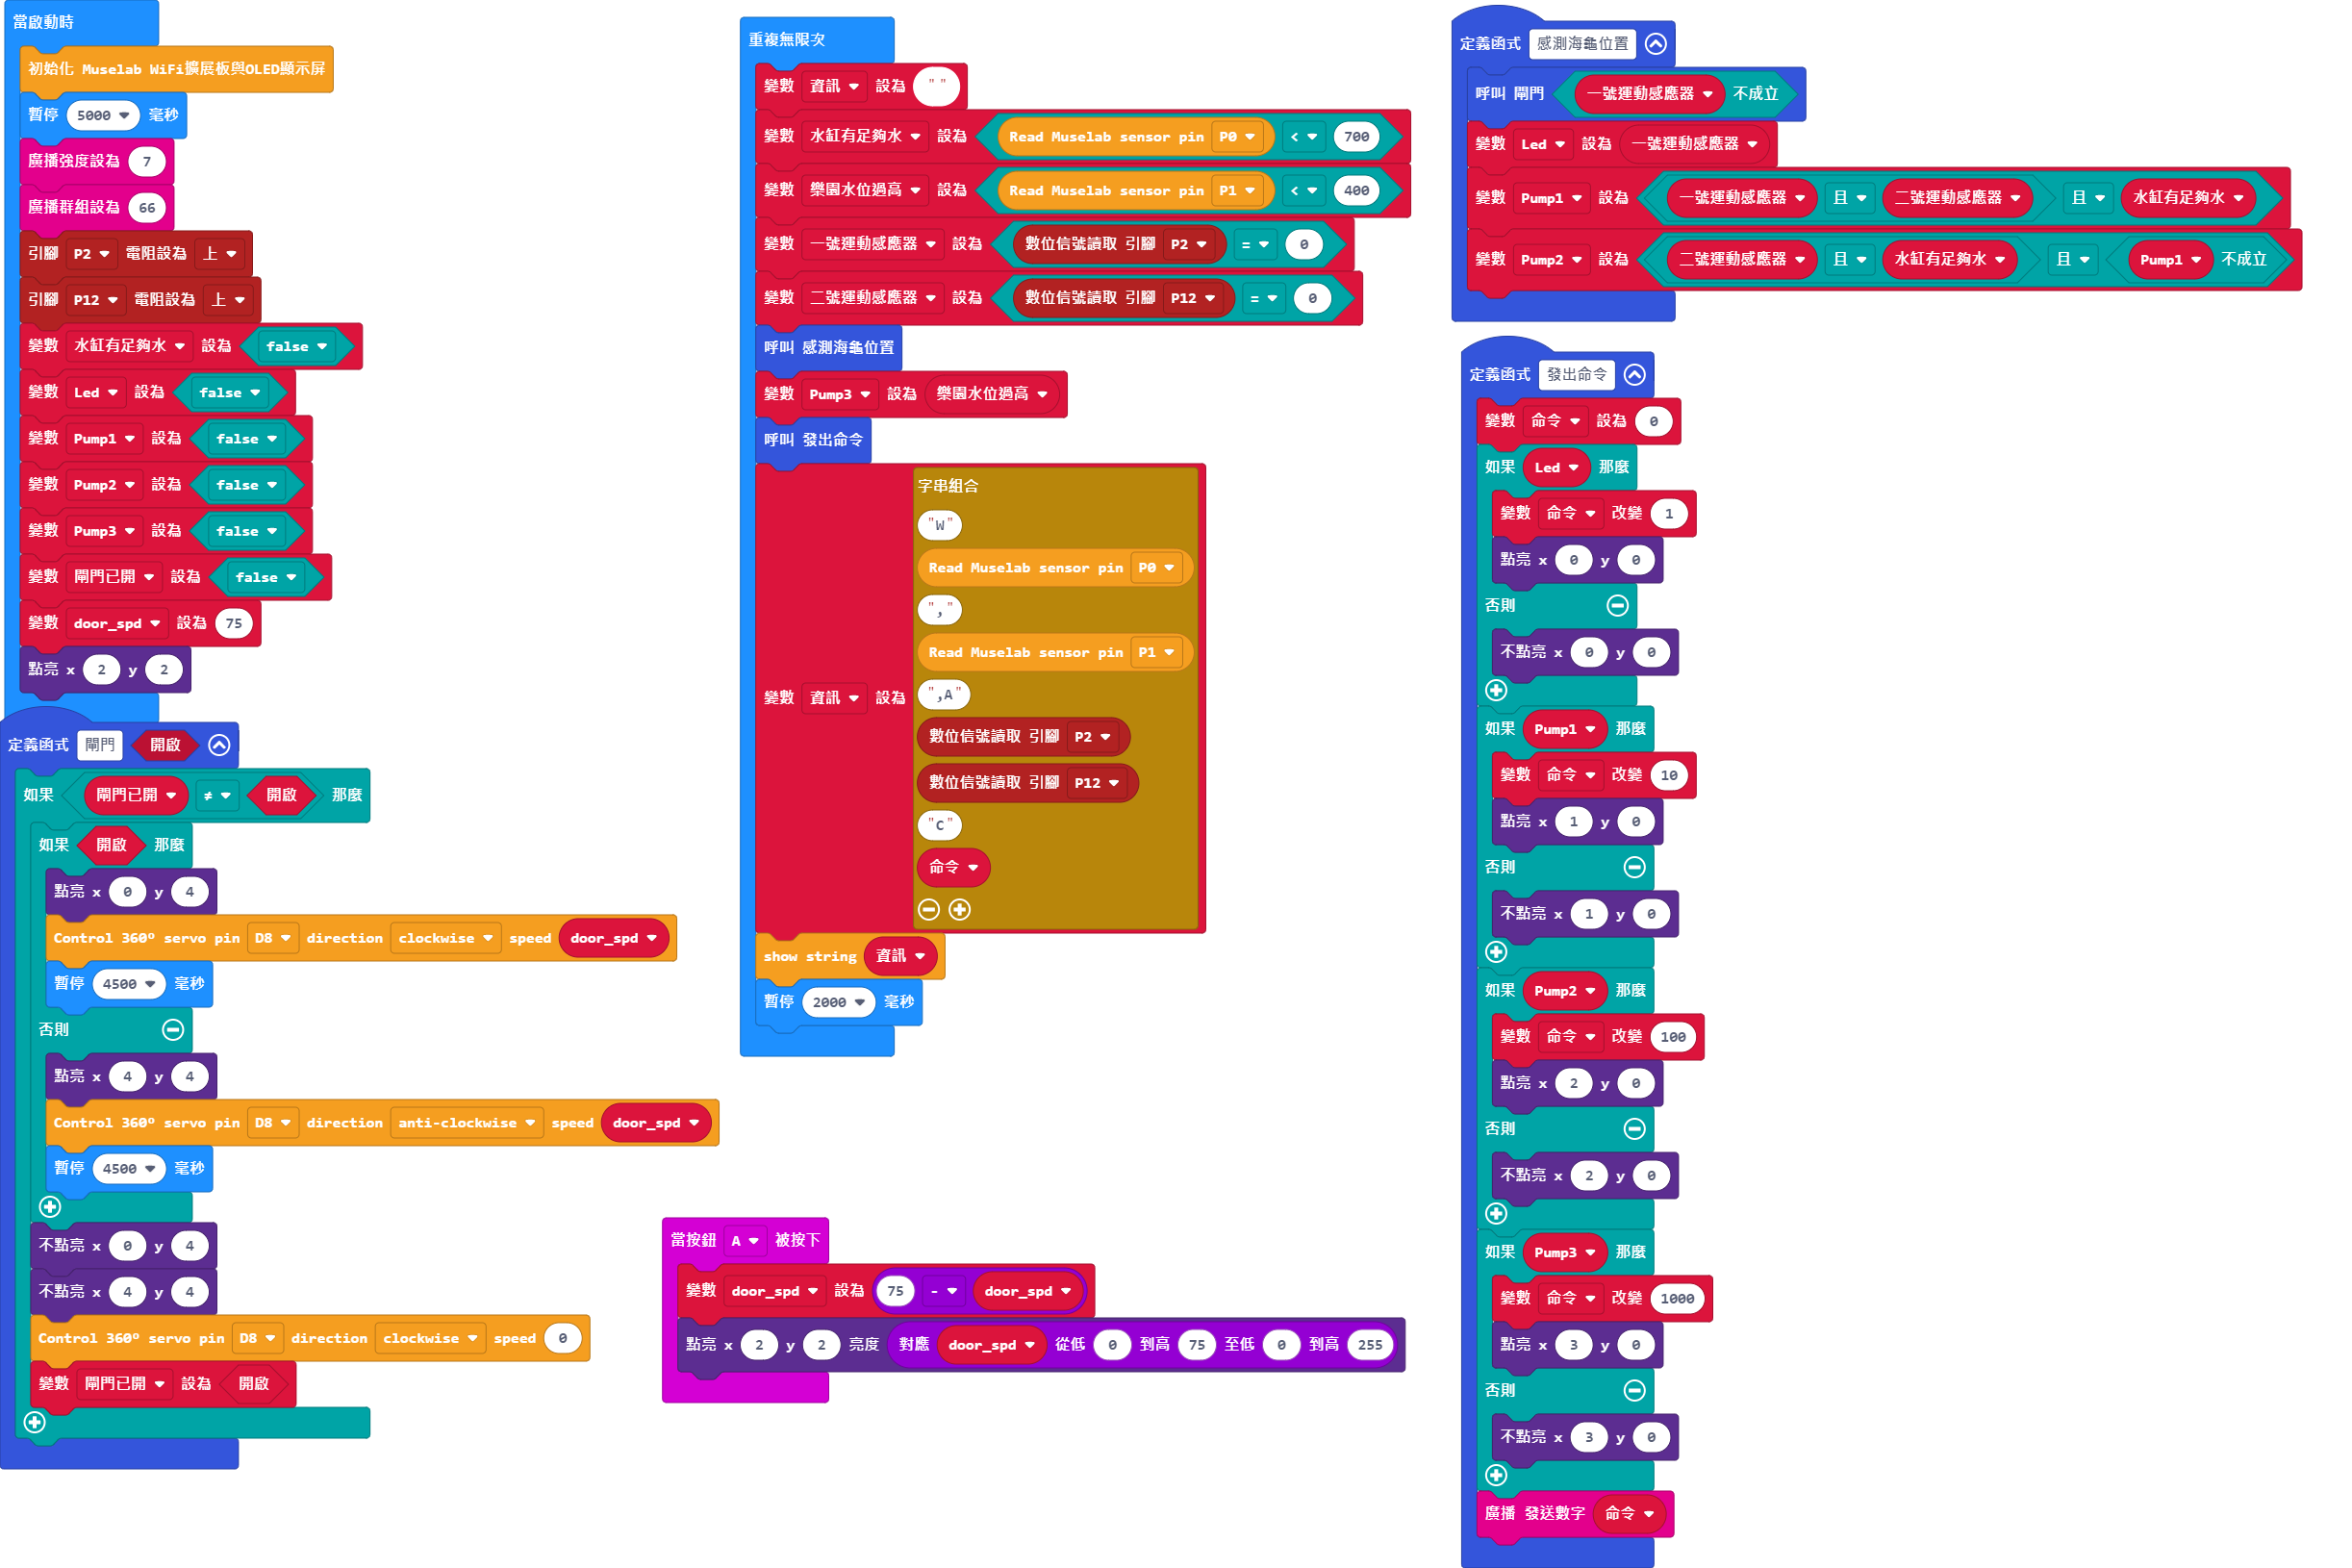 當啟動時
初始化 Muselab WiFi擴展板與OLED顯示屏
暫停 5000 毫秒
廣播強度設為 7
廣播群組設為 66
引腳 P2 電阻設為 上
引腳 P12 電阻設為 上
變數 水缸有足夠水 設為 false
變數 Led 設為 false
變數 Pump1 設為 false
變數 Pump2 設為 false
變數 Pump3 設為 false
變數 閘門已開 設為 false
變數 door_spd 設為 75
點亮 x 2 y 2
定義函式 閘門 開啟
如果 閘門已開 ≠ 開啟 那麼
如果 開啟 那麼
點亮 x 0 y 4
Control 360° servo pin D8 direction clockwise speed door_spd
暫停 4500 毫秒
否則
點亮 x 4 y 4
Control 360° servo pin D8 direction anti-clockwise speed door_spd
暫停 4500 毫秒
不點亮 x 0 y 4
不點亮 x 4 y 4
Control 360° servo pin D8 direction clockwise speed 0
變數 閘門已開 設為 開啟
重複無限次
變數 資訊 設為 " "
變數 水缸有足夠水 設為 Read Muselab sensor pin P0 < 700
變數 樂園水位過高 設為 Read Muselab sensor pin P1 < 400
變數 一號運動感應器 設為 數位信號讀取 引腳 P2 = 0
變數 二號運動感應器 設為 數位信號讀取 引腳 P12 = 0
呼叫 感測海龜位置
變數 Pump3 設為 樂園水位過高
呼叫 發出命令
變數 資訊 設為
字串組合
"W"
Read Muselab sensor pin P0
","
Read Muselab sensor pin P1
",A"
數位信號讀取 引腳 P2
數位信號讀取 引腳 P12
"C"
命令
show string 資訊
暫停 2000 毫秒
當按鈕 A 被按下
變數 door_spd 設為 75 - door_spd
點亮 x 2 y 2 亮度 對應 door_spd 從低 0 到高 75 至低 0 到高 255
定義函式 感測海龜位置
呼叫 閘門 一號運動感應器 不成立
變數 Led 設為 一號運動感應器
變數 Pump1 設為 一號運動感應器 且 二號運動感應器 且 水缸有足夠水
變數 Pump2 設為 二號運動感應器 且 水缸有足夠水 且 Pump1 不成立
定義函式 發出命令
變數 命令 設為 0
如果 Led 那麼
變數 命令 改變 1
點亮 x 0 y 0
否則
不點亮 x 0 y 0
如果 Pump1 那麼
變數 命令 改變 10
點亮 x 1 y 0
否則
不點亮 x 1 y 0
如果 Pump2 那麼
變數 命令 改變 100
點亮 x 2 y 0
否則
不點亮 x 2 y 0
如果 Pump3 那麼
變數 命令 改變 1000
點亮 x 3 y 0
否則
不點亮 x 3 y 0
廣播 發送數字 命令